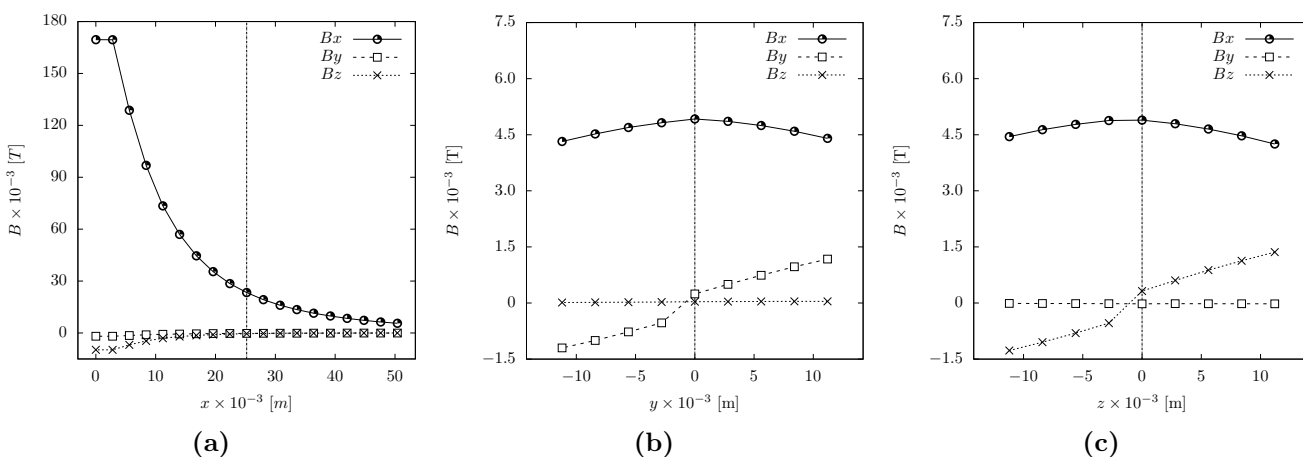 180
150
120
90
60
30
0
B × 10⁻³ [T]
0 10 20 30 40 50
x × 10⁻³ [m]
Bx
By
Bz
(a)
7.5
6.0
4.5
3.0
1.5
0
−1.5
B × 10⁻³ [T]
−10 −5 0 5 10
y × 10⁻³ [m]
Bx
By
Bz
(b)
7.5
6.0
4.5
3.0
1.5
0
−1.5
B × 10⁻³ [T]
−10 −5 0 5 10
z × 10⁻³ [m]
Bx
By
Bz
(c)